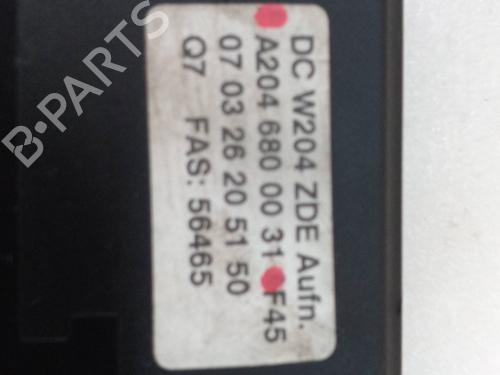 DC W204 ZDE Aufn.
A204 680 00 31 F45
07 03 26 20 51 50
Q7 FAS: 56465
B-PARTS